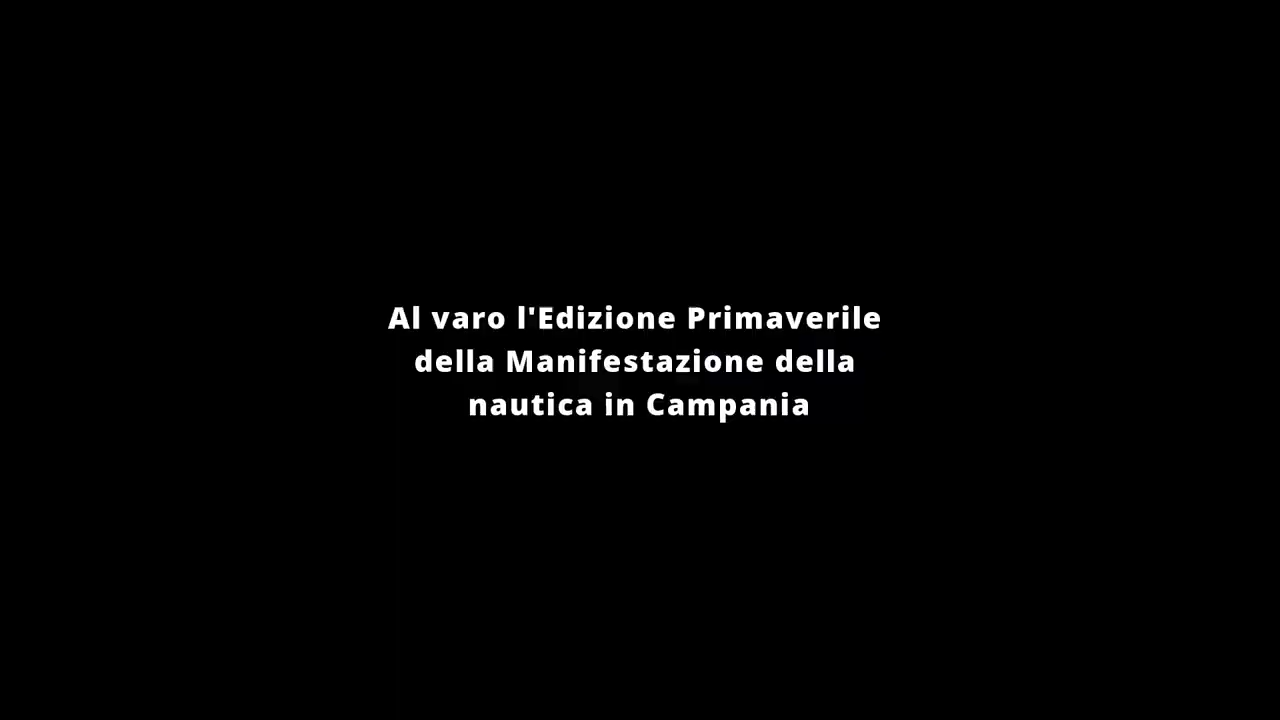 Al varo l'Edizione Primaverile
della Manifestazione della
nautica in Campania